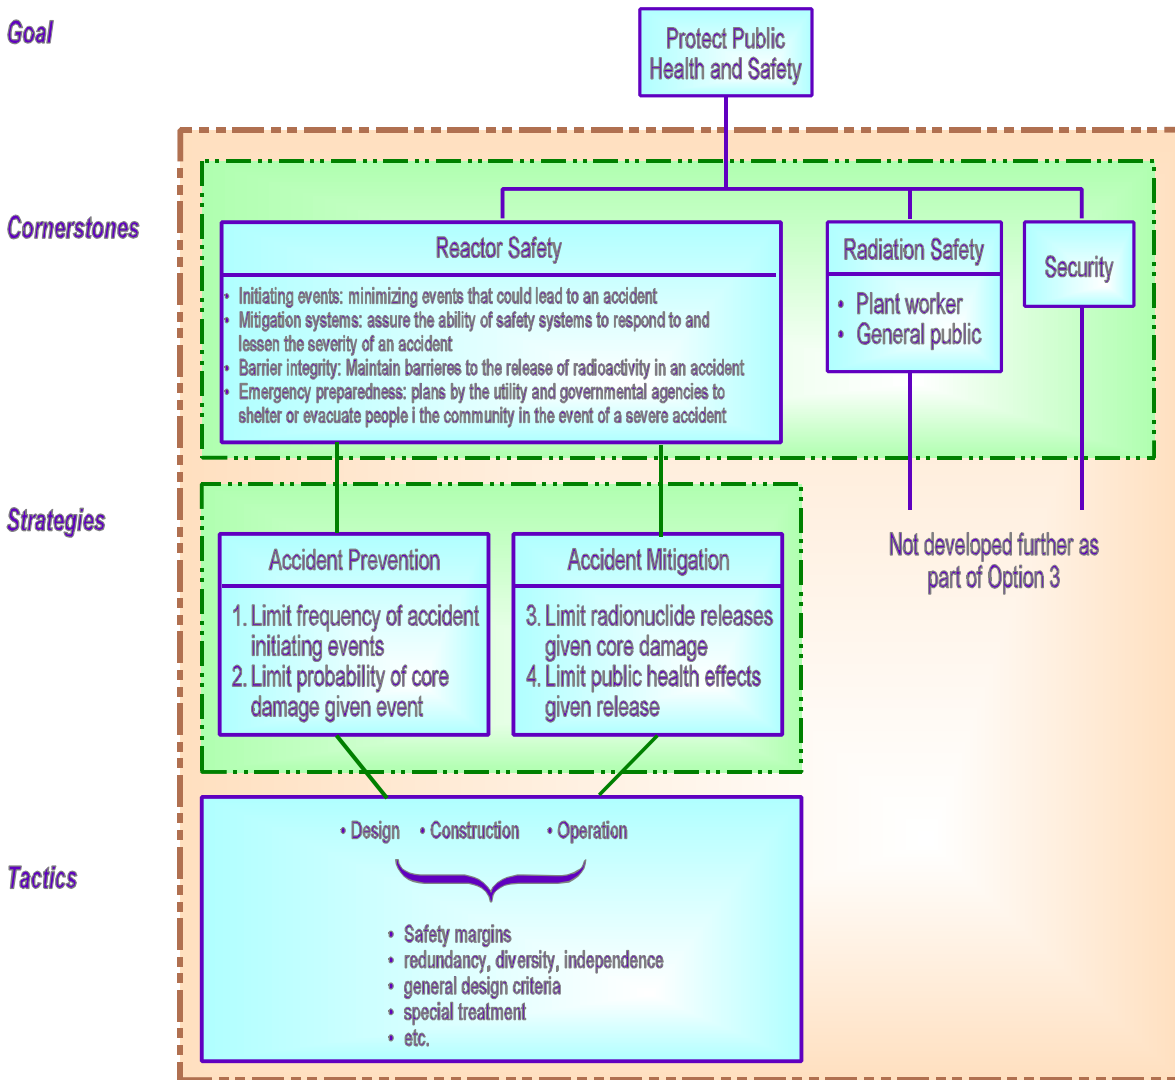 Goal
Protect Public
Health and Safety
Cornerstones
Reactor Safety
• Initiating events: minimizing events that could lead to an accident
• Mitigation systems: assure the ability of safety systems to respond to and
lessen the severity of an accident
• Barrier integrity: Maintain barrieres to the release of radioactivity in an accident
• Emergency preparedness: plans by the utility and governmental agencies to
shelter or evacuate people i the community in the event of a severe accident
Radiation Safety
• Plant worker
• General public
Security
Strategies
Accident Prevention
1. Limit frequency of accident
initiating events
2. Limit probability of core
damage given event
Accident Mitigation
3. Limit radionuclide releases
given core damage
4. Limit public health effects
given release
Not developed further as
part of Option 3
Tactics
• Design • Construction • Operation
• Safety margins
• redundancy, diversity, independence
• general design criteria
• special treatment
• etc.